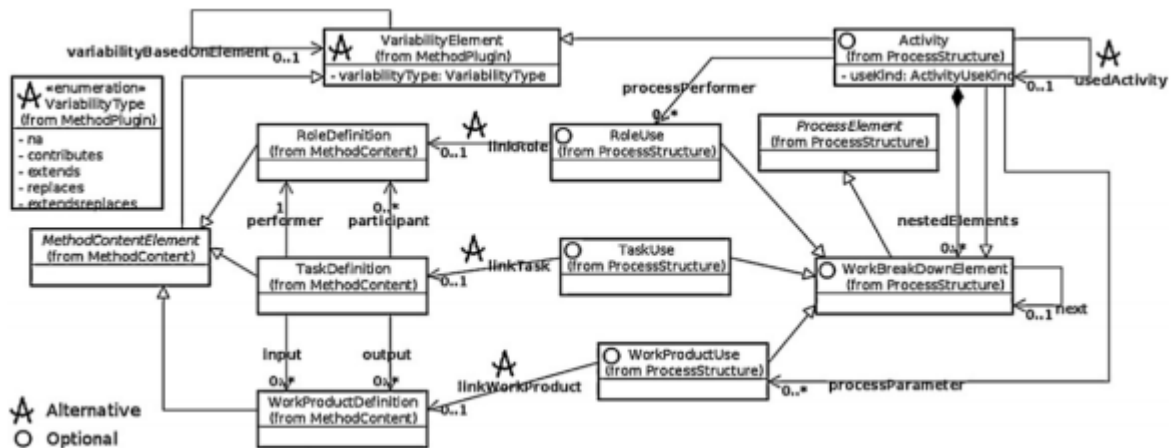 variabilityBasedOnElement
0..1
VariabilityElement
(from MethodPlugin)
- variabilityType: VariabilityType
Activity
(from ProcessStructure)
- useKind: ActivityUseKind
0..1
usedActivity
«enumeration»
VariabilityType
(from MethodPlugin)
- na
- contributes
- extends
- replaces
- extendsreplaces
processPerformer
0..*
RoleDefinition
(from MethodContent)
0..1
linkRole
RoleUse
(from ProcessStructure)
ProcessElement
(from ProcessStructure)
1
performer
0..*
participant
nestedElements
0..*
MethodContentElement
(from MethodContent)
TaskDefinition
(from MethodContent)
0..1
linkTask
TaskUse
(from ProcessStructure)
WorkBreakDownElement
(from ProcessStructure)
0..1
next
input
0..*
output
0..*
linkWorkProduct
0..1
WorkProductUse
(from ProcessStructure)
0..*
processParameter
WorkProductDefinition
(from MethodContent)
Alternative
Optional